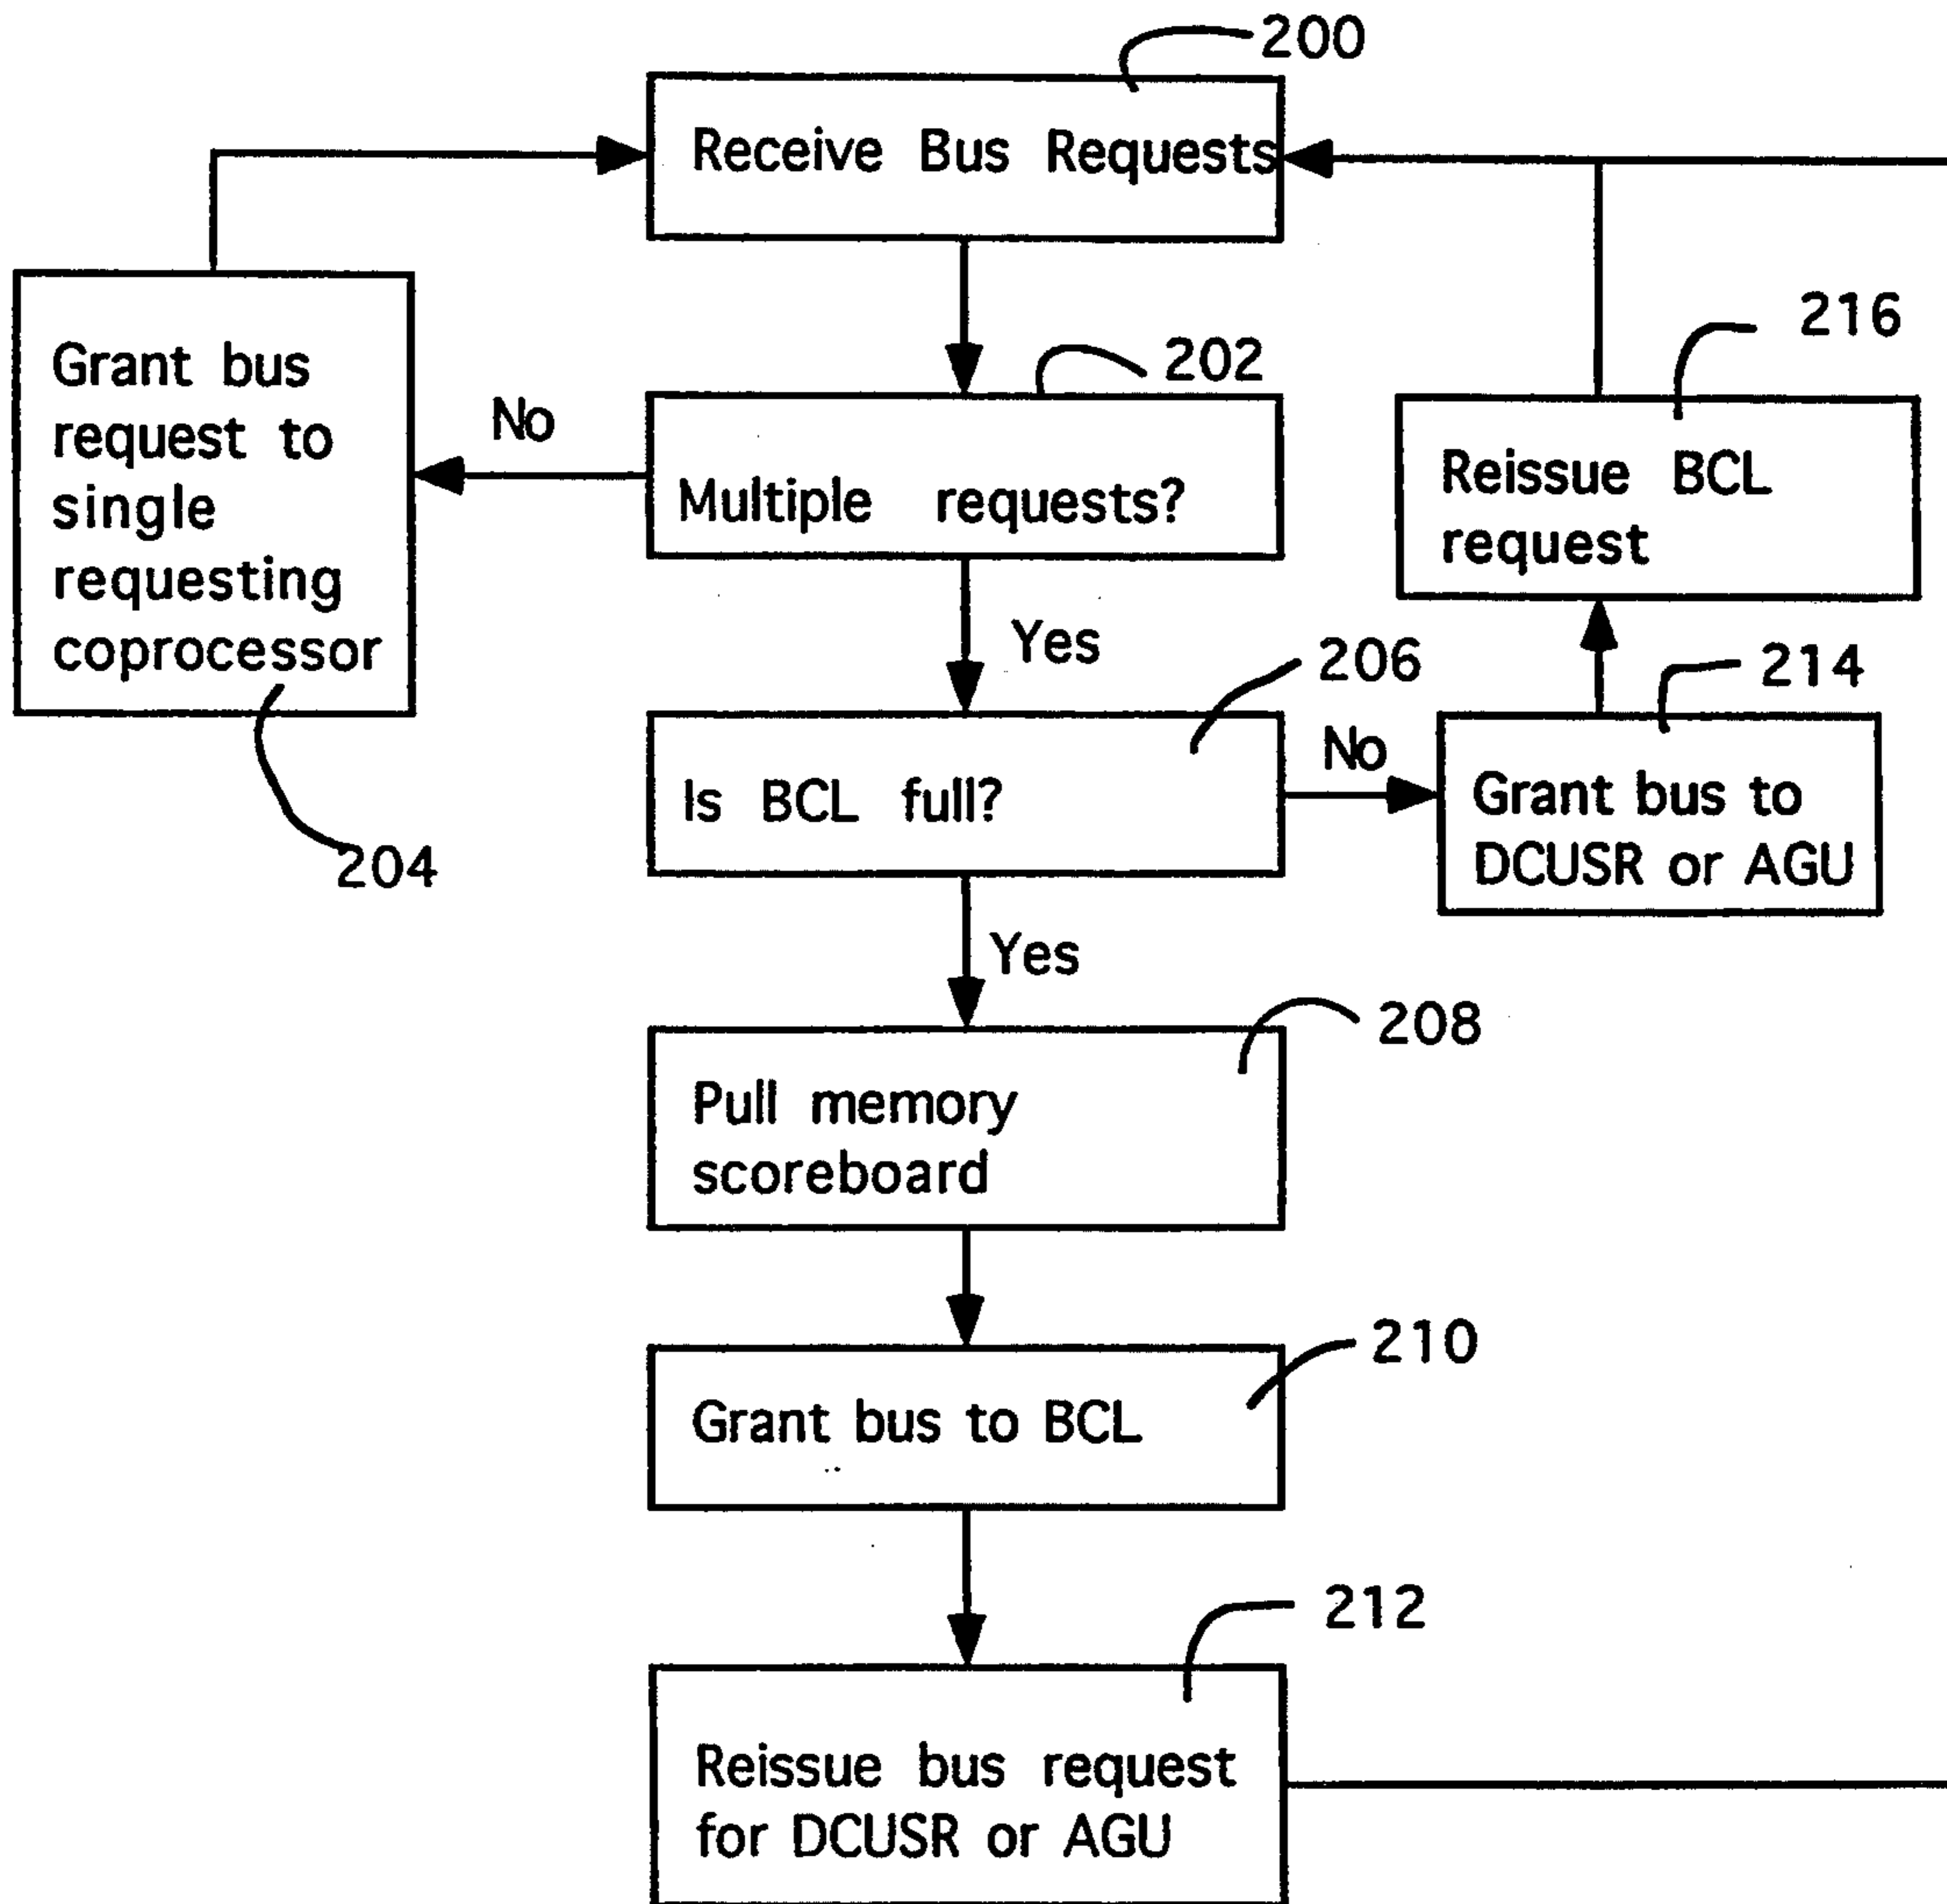 200
Receive Bus Requests
216
202
Grant bus
request to
single
requesting
coprocessor
No
Multiple requests?
Reissue BCL
request
Yes
206
214
No
Is BCL full?
Grant bus to
DCUSR or AGU
204
Yes
208
Pull memory
scoreboard
210
Grant bus to BCL
212
Reissue bus request
for DCUSR or AGU